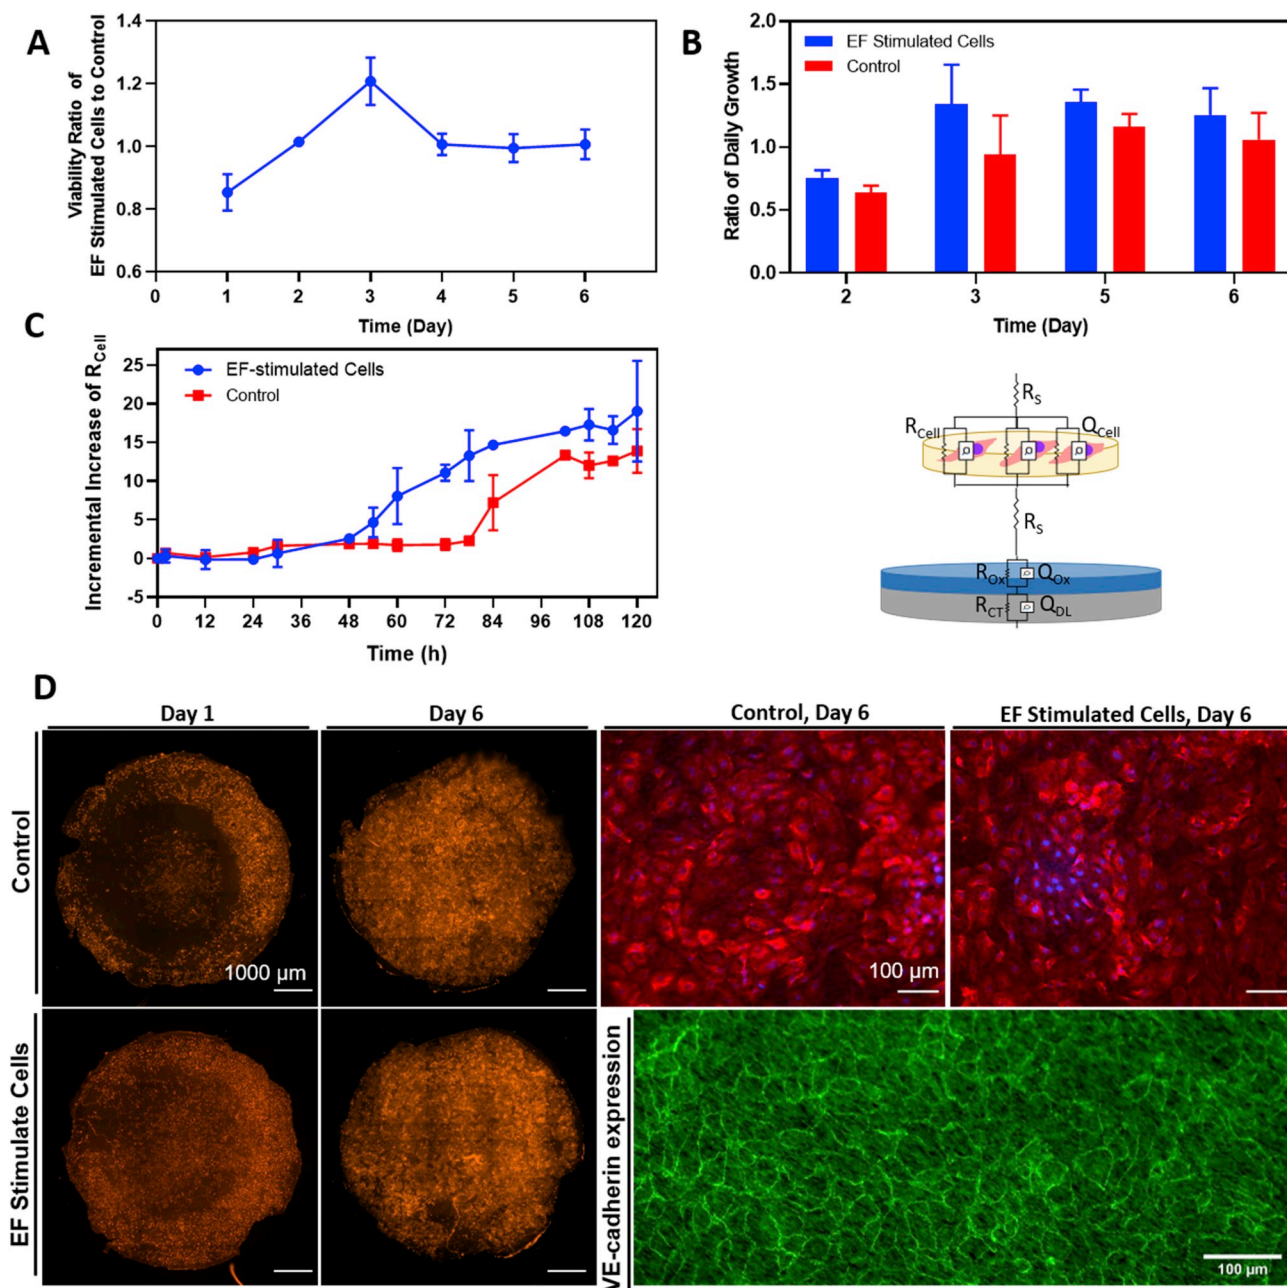 A
Viability Ratio of
EF Stimulated Cells to Control
1.4
1.2
1.0
0.8
0.6
0 1 2 3 4 5 6
Time (Day)
B
Ratio of Daily Growth
2.0
1.5
1.0
0.5
0.0
EF Stimulated Cells
Control
2 3 5 6
Time (Day)
C
Incremental Increase of RCell
25
20
15
10
5
0
-5
EF-stimulated Cells
Control
0 12 24 36 48 60 72 84 96 108 120
Time (h)
RS
RCell QCell
RS
ROx QOx
RCT QDL
D
Day 1 Day 6 Control, Day 6 EF Stimulated Cells, Day 6
Control
1000 µm
100 µm
EF Stimulate Cells
VE-cadherin expression
100 µm